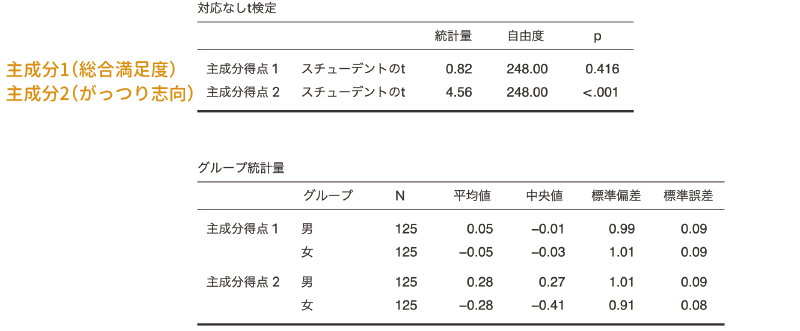 対応なしt検定
統計量 自由度 p
主成分1(総合満足度) 主成分得点1 スチューデントのt 0.82 248.00 0.416
主成分2(がっつり志向) 主成分得点2 スチューデントのt 4.56 248.00 <.001
グループ統計量
グループ N 平均値 中央値 標準偏差 標準誤差
主成分得点1 男 125 0.05 −0.01 0.99 0.09
女 125 −0.05 −0.03 1.01 0.09
主成分得点2 男 125 0.28 0.27 1.01 0.09
女 125 −0.28 −0.41 0.91 0.08